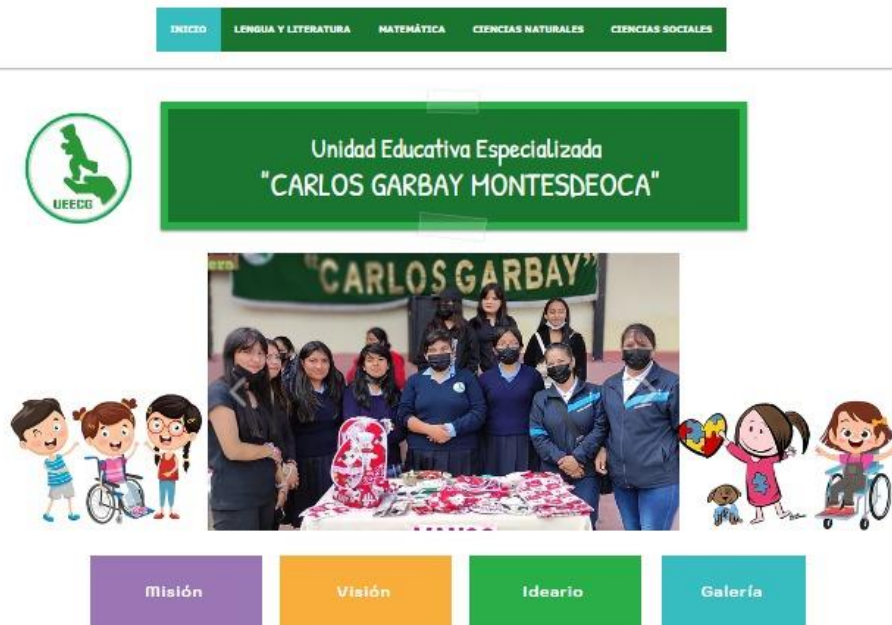 INICIO
LENGUA Y LITERATURA
MATEMÁTICA
CIENCIAS NATURALES
CIENCIAS SOCIALES
UEECG
Unidad Educativa Especializada
"CARLOS GARBAY MONTESDEOCA"
"CARLOS GARBAY"
Misión
Visión
Ideario
Galería